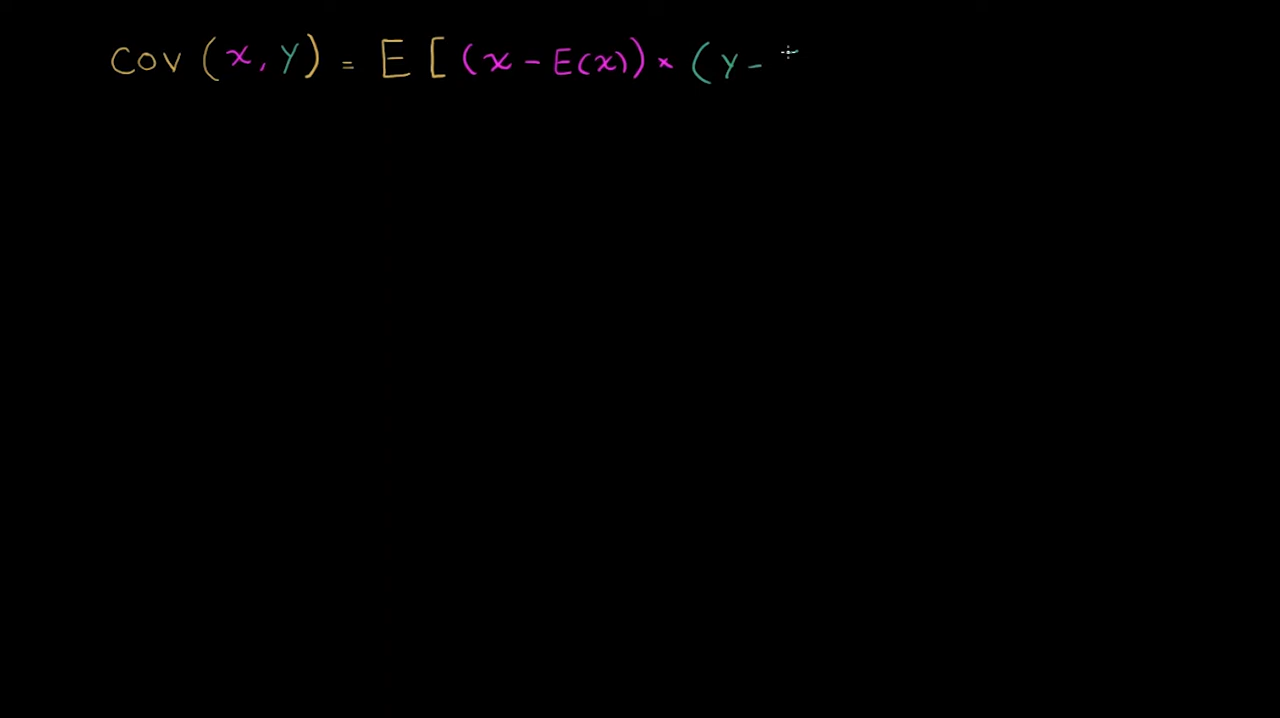 Cov (x, y) = E [(x - E(x)) × (y -